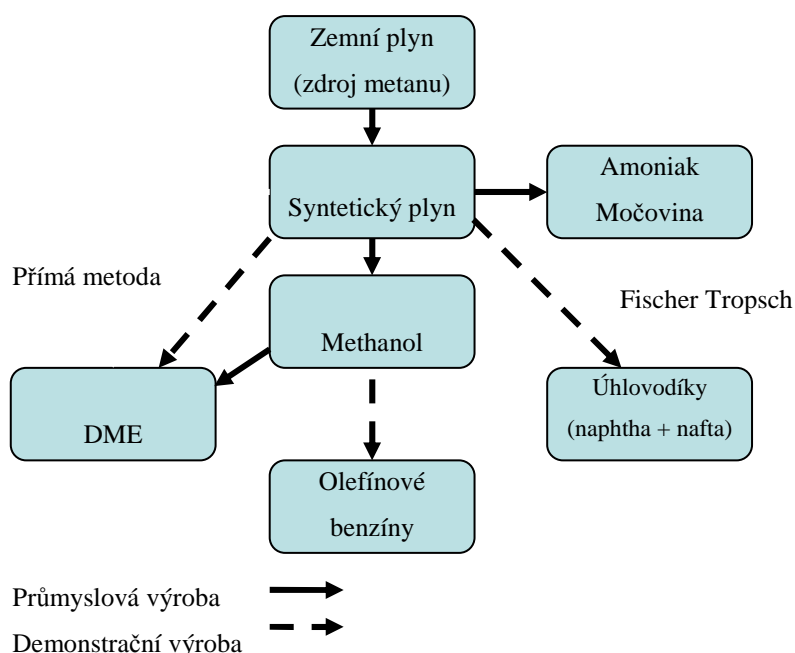 Zemní plyn
(zdroj metanu)
Syntetický plyn
Amoniak
Močovina
Přímá metoda
Fischer Tropsch
Methanol
DME
Úhlovodíky
(naphtha + nafta)
Olefínové
benzíny
Průmyslová výroba
Demonstrační výroba